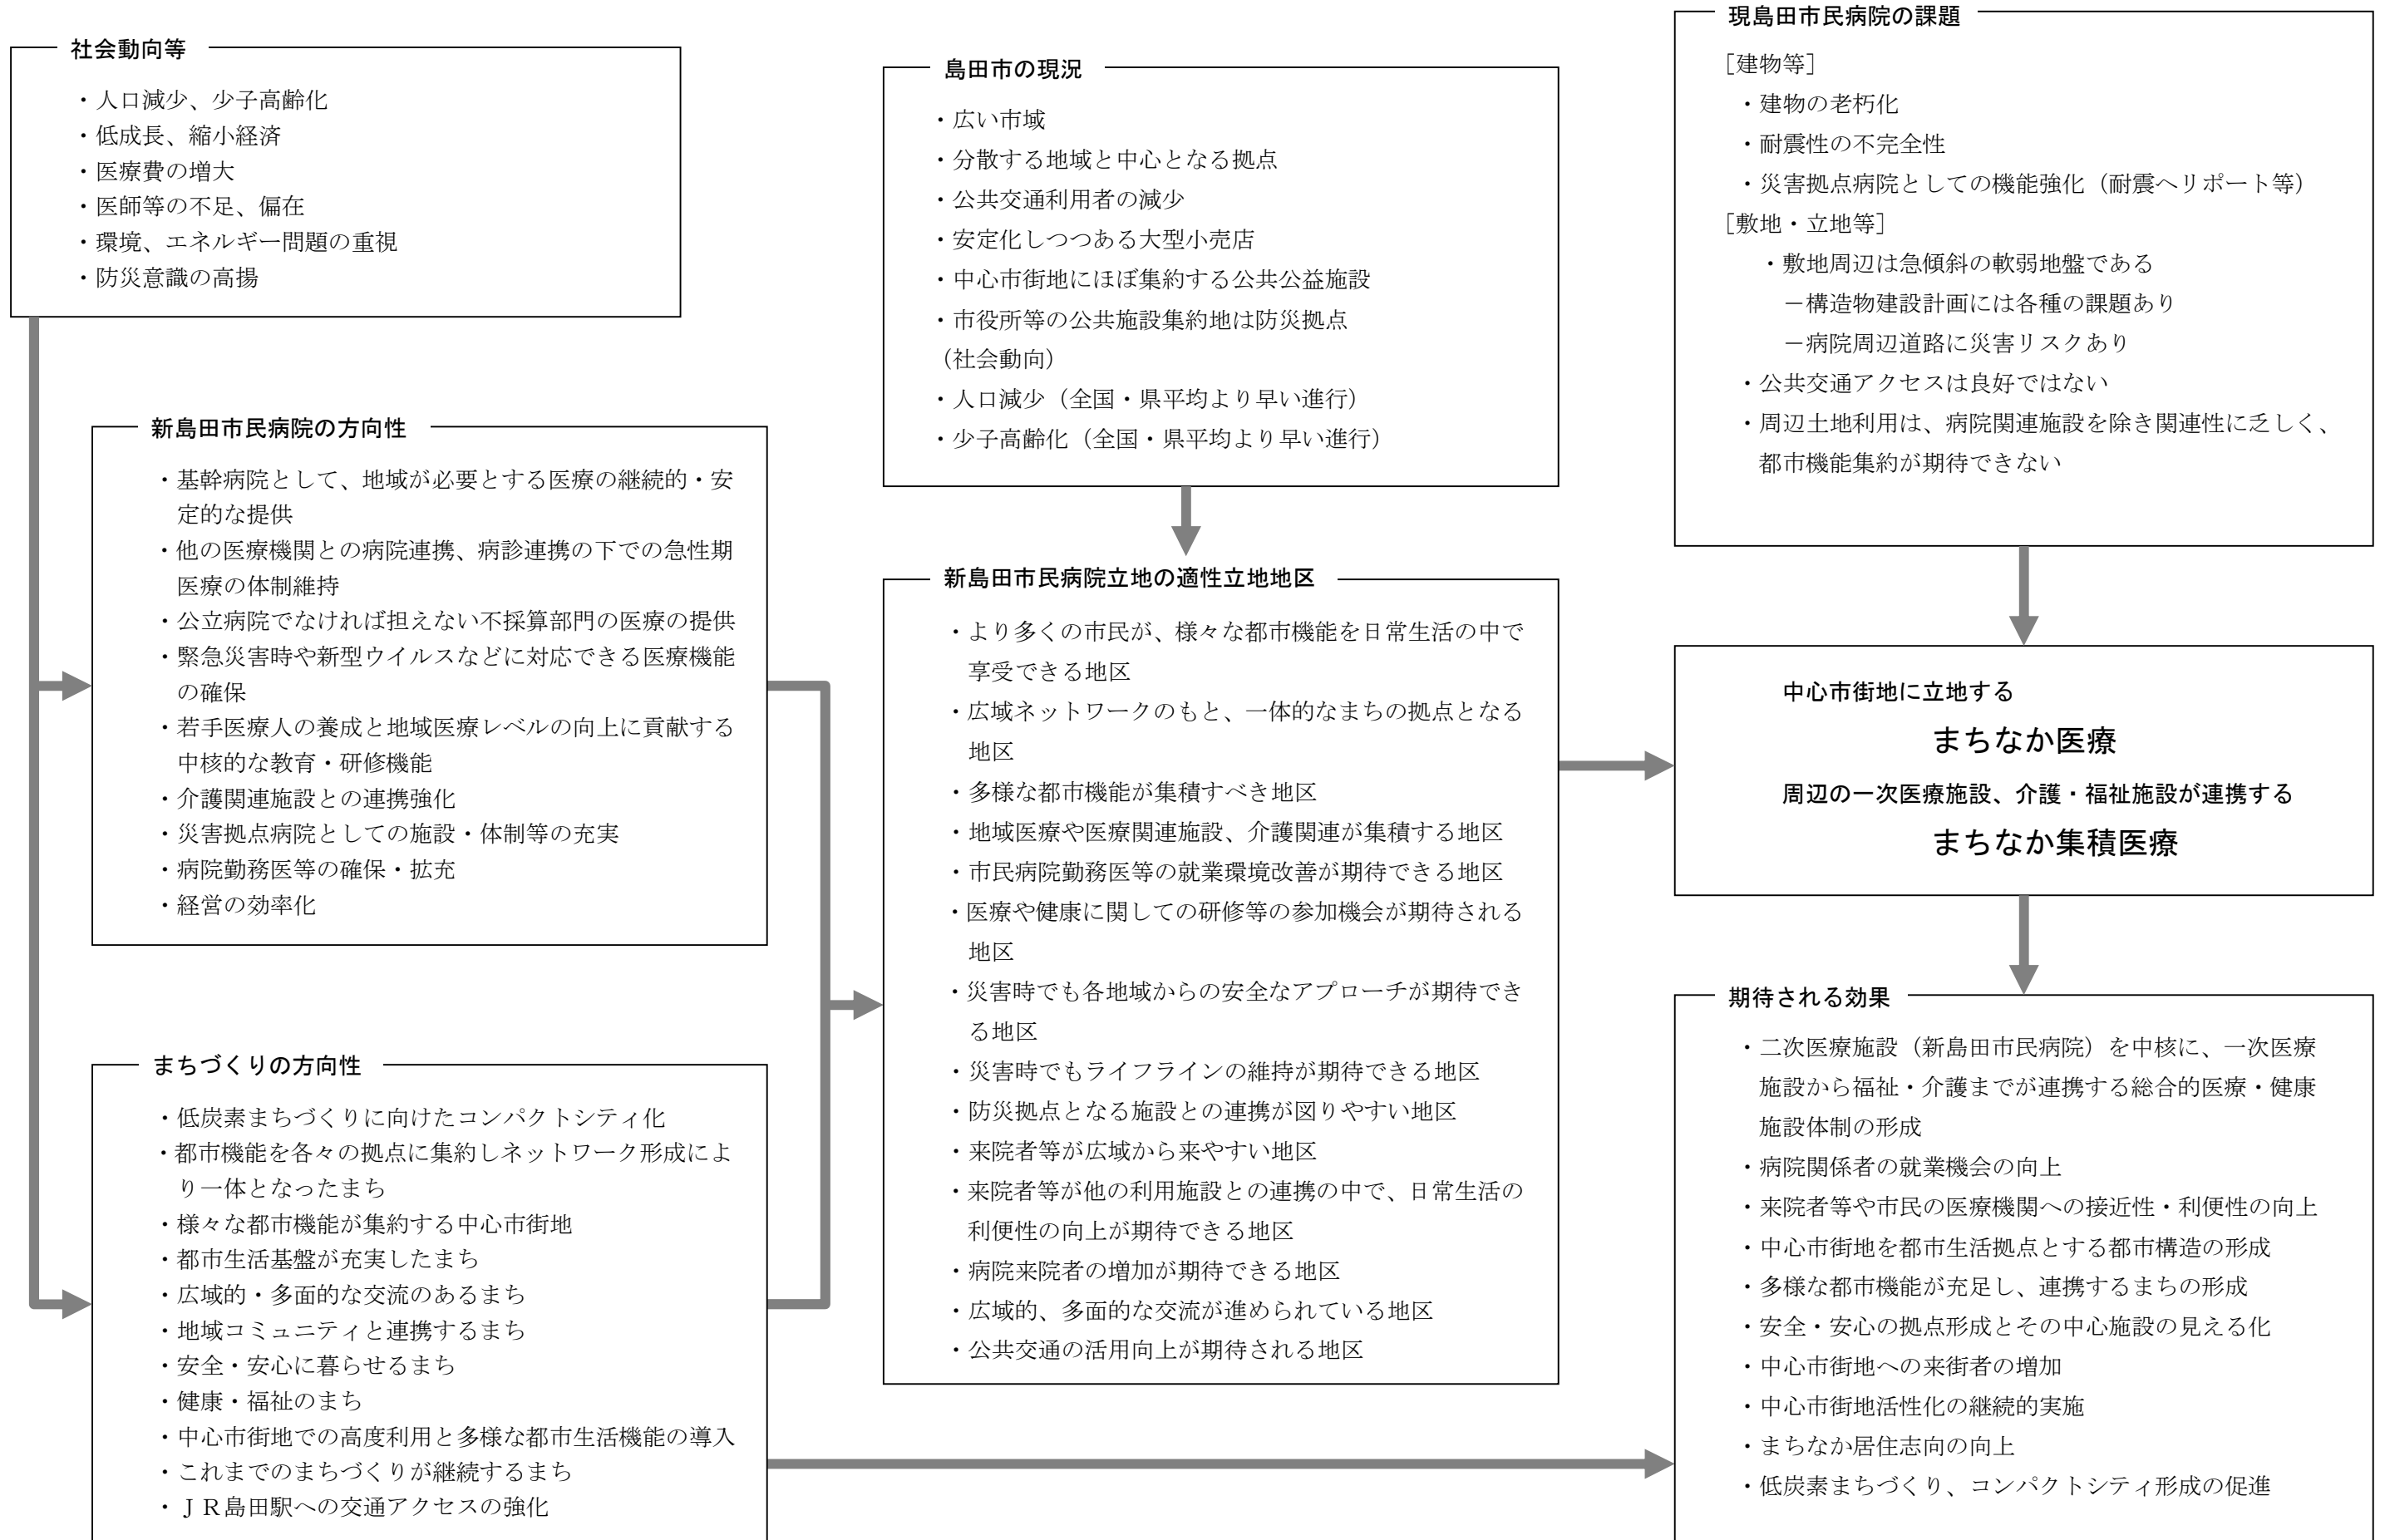 社会動向等
・人口減少、少子高齢化
・低成長、縮小経済
・医療費の増大
・医師等の不足、偏在
・環境、エネルギー問題の重視
・防災意識の高揚
新島田市民病院の方向性
・基幹病院として、地域が必要とする医療の継続的・安
定的な提供
・他の医療機関との病院連携、病診連携の下での急性期
医療の体制維持
・公立病院でなければ担えない不採算部門の医療の提供
・緊急災害時や新型ウイルスなどに対応できる医療機能
の確保
・若手医療人の養成と地域医療レベルの向上に貢献する
中核的な教育・研修機能
・介護関連施設との連携強化
・災害拠点病院としての施設・体制等の充実
・病院勤務医等の確保・拡充
・経営の効率化
まちづくりの方向性
・低炭素まちづくりに向けたコンパクトシティ化
・都市機能を各々の拠点に集約しネットワーク形成によ
り一体となったまち
・様々な都市機能が集約する中心市街地
・都市生活基盤が充実したまち
・広域的・多面的な交流のあるまち
・地域コミュニティと連携するまち
・安全・安心に暮らせるまち
・健康・福祉のまち
・中心市街地での高度利用と多様な都市生活機能の導入
・これまでのまちづくりが継続するまち
・ＪＲ島田駅への交通アクセスの強化
島田市の現況
・広い市域
・分散する地域と中心となる拠点
・公共交通利用者の減少
・安定化しつつある大型小売店
・中心市街地にほぼ集約する公共公益施設
・市役所等の公共施設集約地は防災拠点
（社会動向）
・人口減少（全国・県平均より早い進行）
・少子高齢化（全国・県平均より早い進行）
新島田市民病院立地の適性立地地区
・より多くの市民が、様々な都市機能を日常生活の中で
享受できる地区
・広域ネットワークのもと、一体的なまちの拠点となる
地区
・多様な都市機能が集積すべき地区
・地域医療や医療関連施設、介護関連が集積する地区
・市民病院勤務医等の就業環境改善が期待できる地区
・医療や健康に関しての研修等の参加機会が期待される
地区
・災害時でも各地域からの安全なアプローチが期待でき
る地区
・災害時でもライフラインの維持が期待できる地区
・防災拠点となる施設との連携が図りやすい地区
・来院者等が広域から来やすい地区
・来院者等が他の利用施設との連携の中で、日常生活の
利便性の向上が期待できる地区
・病院来院者の増加が期待できる地区
・広域的、多面的な交流が進められている地区
・公共交通の活用向上が期待される地区
現島田市民病院の課題
［建物等］
・建物の老朽化
・耐震性の不完全性
・災害拠点病院としての機能強化（耐震ヘリポート等）
［敷地・立地等］
・敷地周辺は急傾斜の軟弱地盤である
－構造物建設計画には各種の課題あり
－病院周辺道路に災害リスクあり
・公共交通アクセスは良好ではない
・周辺土地利用は、病院関連施設を除き関連性に乏しく、
都市機能集約が期待できない
中心市街地に立地する
まちなか医療
周辺の一次医療施設、介護・福祉施設が連携する
まちなか集積医療
期待される効果
・二次医療施設（新島田市民病院）を中核に、一次医療
施設から福祉・介護までが連携する総合的医療・健康
施設体制の形成
・病院関係者の就業機会の向上
・来院者等や市民の医療機関への接近性・利便性の向上
・中心市街地を都市生活拠点とする都市構造の形成
・多様な都市機能が充足し、連携するまちの形成
・安全・安心の拠点形成とその中心施設の見える化
・中心市街地への来街者の増加
・中心市街地活性化の継続的実施
・まちなか居住志向の向上
・低炭素まちづくり、コンパクトシティ形成の促進